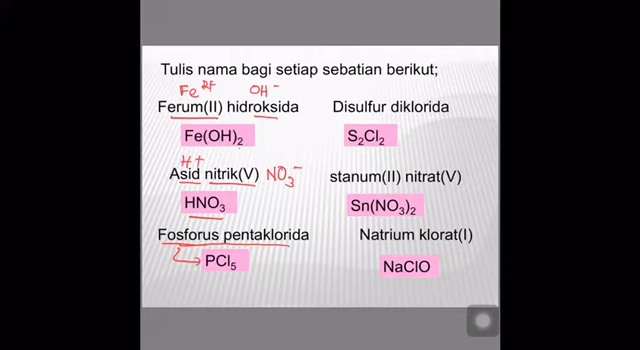 Tulis nama bagi setiap sebatian berikut;
Fe²⁺ OH⁻
Ferum(II) hidroksida
Fe(OH)₂
H⁺
Asid nitrik(V) NO₃⁻
HNO₃
Fosforus pentaklorida
PCl₅
Disulfur diklorida
S₂Cl₂
stanum(II) nitrat(V)
Sn(NO₃)₂
Natrium klorat(I)
NaClO